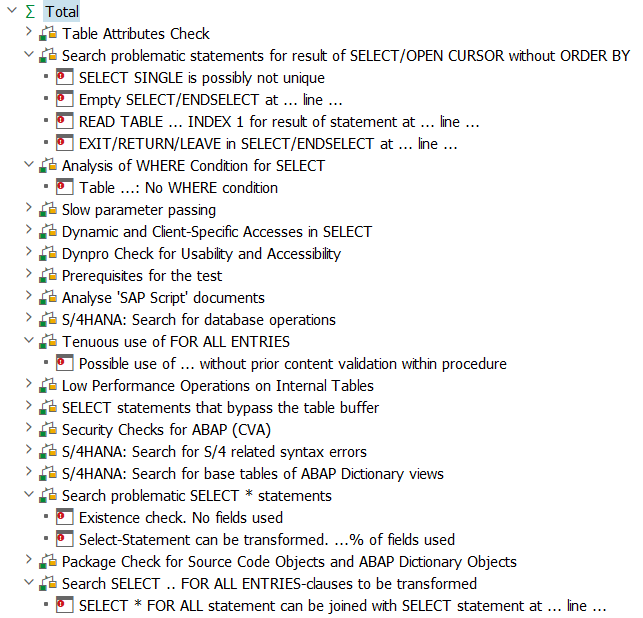 Total
Table Attributes Check
Search problematic statements for result of SELECT/OPEN CURSOR without ORDER BY
SELECT SINGLE is possibly not unique
Empty SELECT/ENDSELECT at ... line ...
READ TABLE ... INDEX 1 for result of statement at ... line ...
EXIT/RETURN/LEAVE in SELECT/ENDSELECT at ... line ...
Analysis of WHERE Condition for SELECT
Table ...: No WHERE condition
Slow parameter passing
Dynamic and Client-Specific Accesses in SELECT
Dynpro Check for Usability and Accessibility
Prerequisites for the test
Analyse 'SAP Script' documents
S/4HANA: Search for database operations
Tenuous use of FOR ALL ENTRIES
Possible use of ... without prior content validation within procedure
Low Performance Operations on Internal Tables
SELECT statements that bypass the table buffer
Security Checks for ABAP (CVA)
S/4HANA: Search for S/4 related syntax errors
S/4HANA: Search for base tables of ABAP Dictionary views
Search problematic SELECT * statements
Existence check. No fields used
Select-Statement can be transformed. ...% of fields used
Package Check for Source Code Objects and ABAP Dictionary Objects
Search SELECT .. FOR ALL ENTRIES-clauses to be transformed
SELECT * FOR ALL statement can be joined with SELECT statement at ... line ...